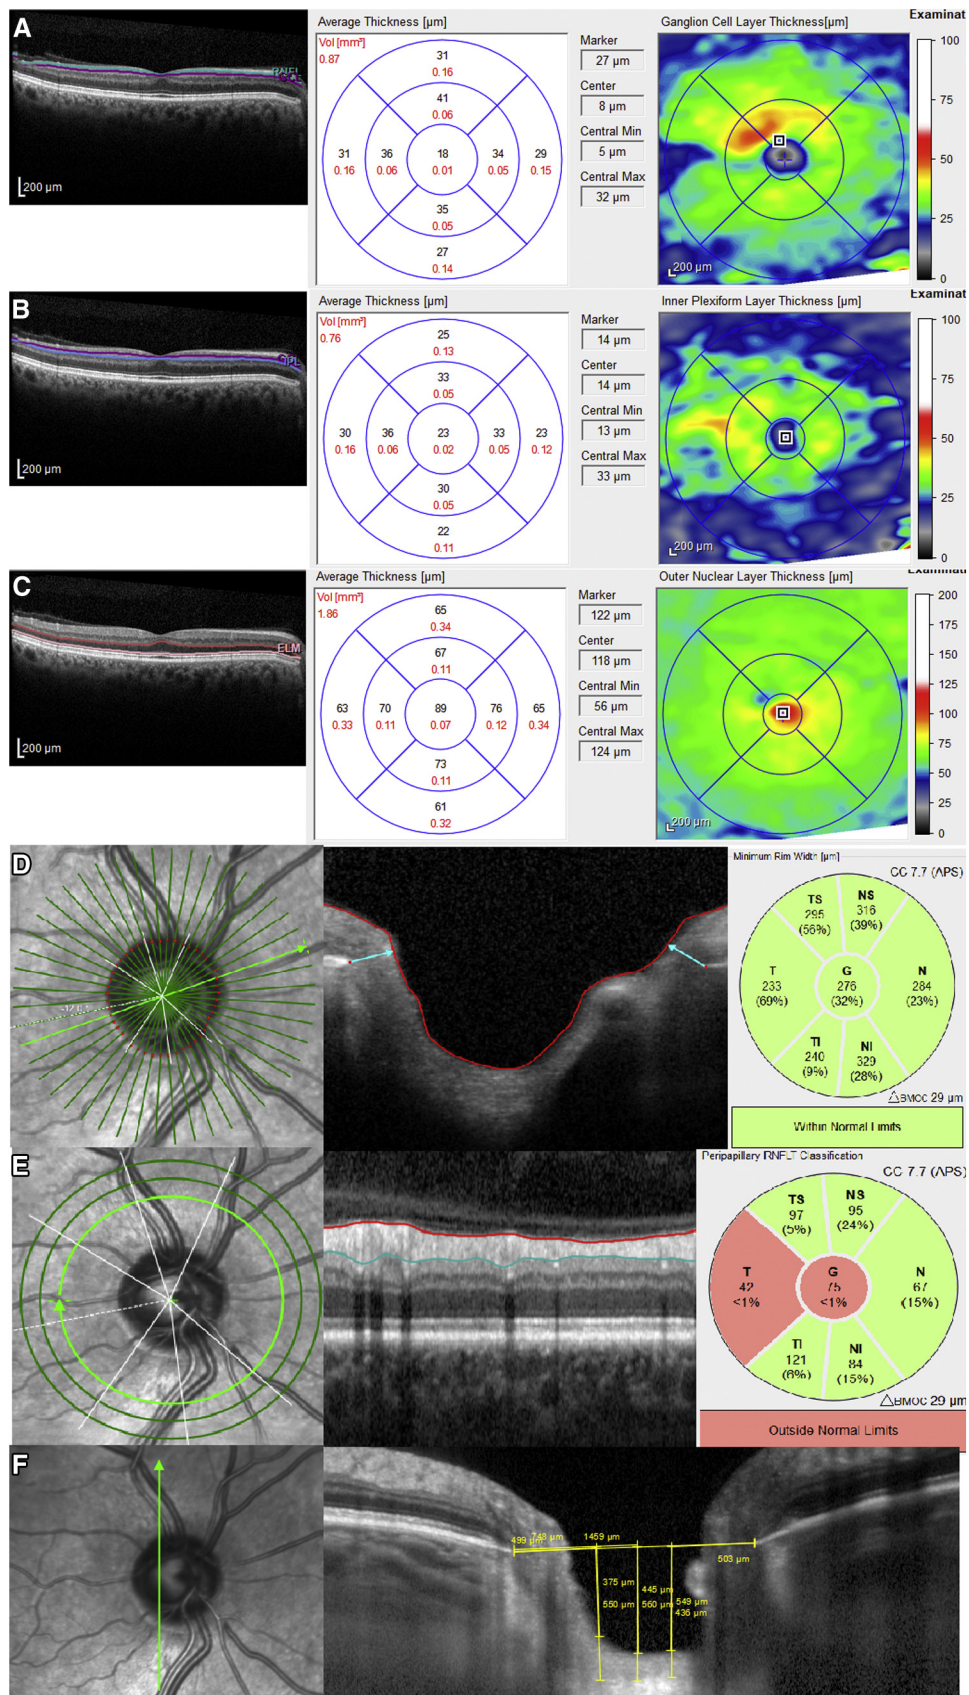 A
200 µm
Average Thickness [µm]
Vol [mm³]
0.87
31
0.16
41
0.06
31 36 18 34 29
0.16 0.06 0.01 0.05 0.15
35
0.05
27
0.14
Marker
27 µm
Center
8 µm
Central Min
5 µm
Central Max
32 µm
Ganglion Cell Layer Thickness[µm]
200 µm
Examinat
100
75
50
25
0
B
200 µm
Average Thickness [µm]
Vol [mm³]
0.76
25
0.13
33
0.05
30 36 23 33 23
0.16 0.06 0.02 0.05 0.12
30
0.05
22
0.11
Marker
14 µm
Center
14 µm
Central Min
13 µm
Central Max
33 µm
Inner Plexiform Layer Thickness [µm]
200 µm
Examinat
100
75
50
25
0
C
ELM
200 µm
Average Thickness [µm]
Vol [mm³]
1.86
65
0.34
67
0.11
63 70 89 76 65
0.33 0.11 0.07 0.12 0.34
73
0.11
61
0.32
Marker
122 µm
Center
118 µm
Central Min
56 µm
Central Max
124 µm
Outer Nuclear Layer Thickness [µm]
200 µm
200
175
150
125
100
75
50
25
0
D
Minimum Rim Width [µm]
CC 7.7 (APS)
TS
295
(56%)
NS
316
(39%)
T
233
(69%)
G
276
(32%)
N
284
(23%)
TI
240
(9%)
NI
329
(28%)
△BMOC 29 µm
Within Normal Limits
E
Peripapillary RNFLT Classification
CC 7.7 (APS)
TS
97
(5%)
NS
95
(24%)
T
42
<1%
G
75
<1%
N
67
(15%)
TI
121
(6%)
NI
84
(15%)
△BMOC 29 µm
Outside Normal Limits
F
499 µm
1459 µm
503 µm
375 µm
550 µm
445 µm
560 µm
549 µm
436 µm